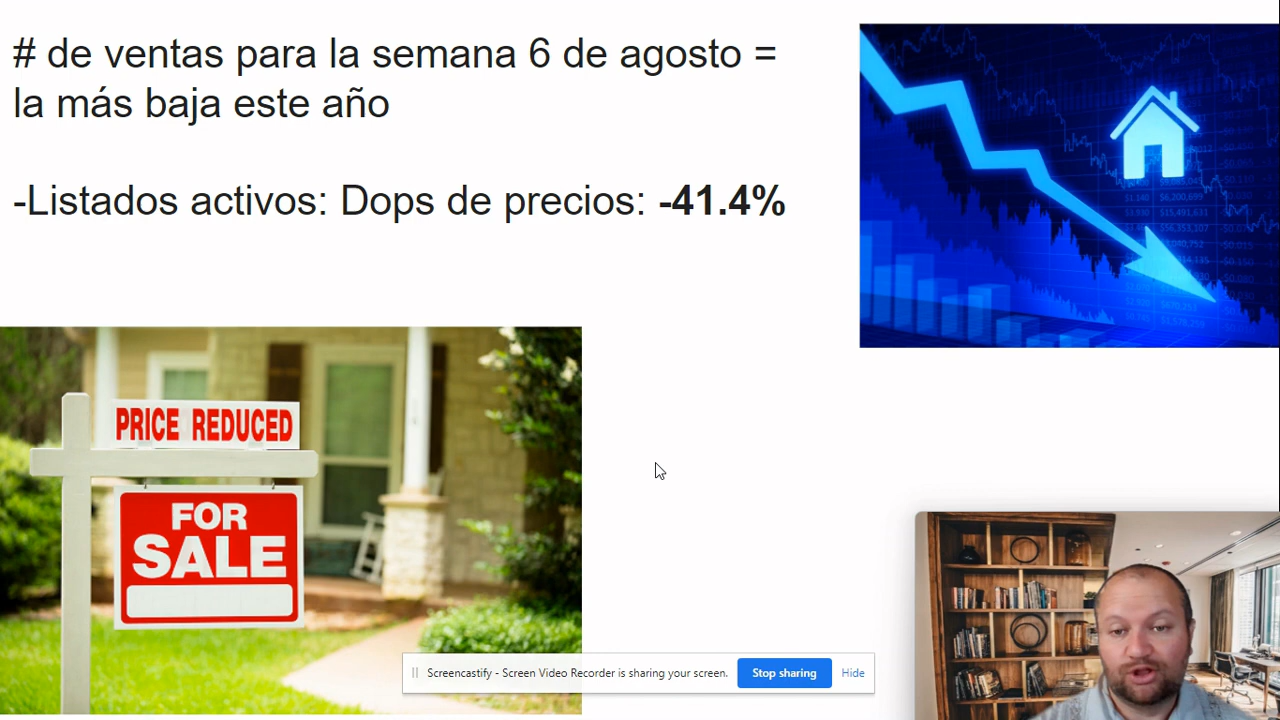 # de ventas para la semana 6 de agosto =
la más baja este año
-Listados activos: Dops de precios: -41.4%
PRICE REDUCED
FOR
SALE
Screencastify - Screen Video Recorder is sharing your screen.
Stop sharing
Hide